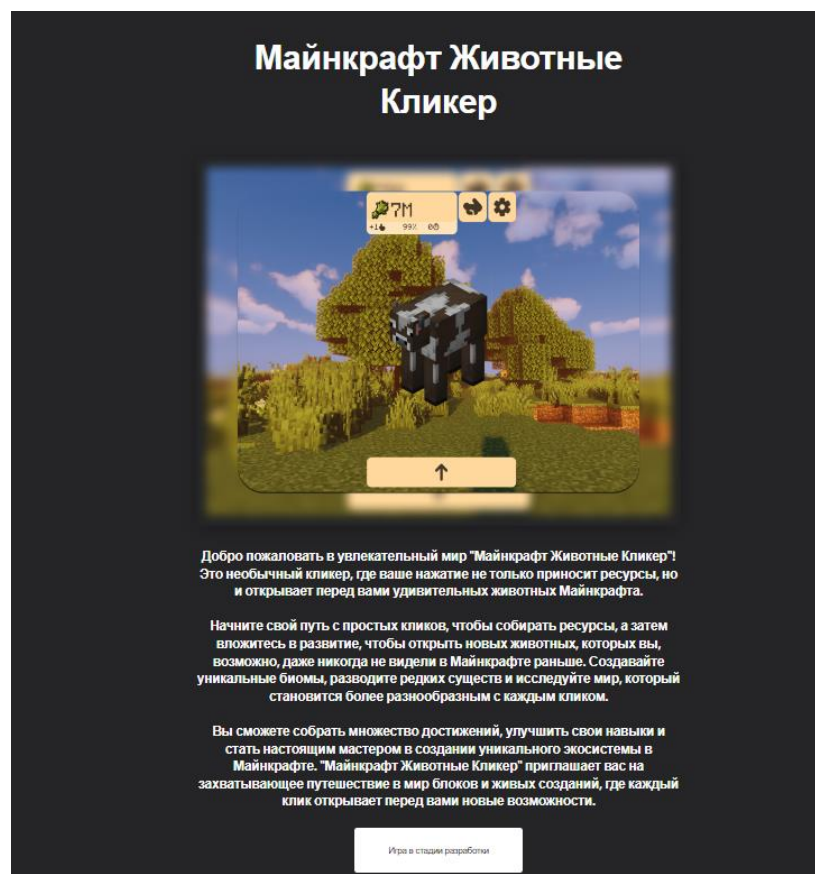 Майнкрафт Животные
Кликер
7M
+1 99% 00
Добро пожаловать в увлекательный мир "Майнкрафт Животные Кликер"!
Это необычный кликер, где ваше нажатие не только приносит ресурсы, но
и открывает перед вами удивительных животных Майнкрафта.
Начните свой путь с простых кликов, чтобы собирать ресурсы, а затем
вложитесь в развитие, чтобы открыть новых животных, которых вы,
возможно, даже никогда не видели в Майнкрафте раньше. Создавайте
уникальные биомы, разводите редких существ и исследуйте мир, который
становится более разнообразным с каждым кликом.
Вы сможете собрать множество достижений, улучшить свои навыки и
стать настоящим мастером в создании уникального экосистемы в
Майнкрафте. "Майнкрафт Животные Кликер" приглашает вас на
захватывающее путешествие в мир блоков и живых созданий, где каждый
клик открывает перед вами новые возможности.
Игра в стадии разработки